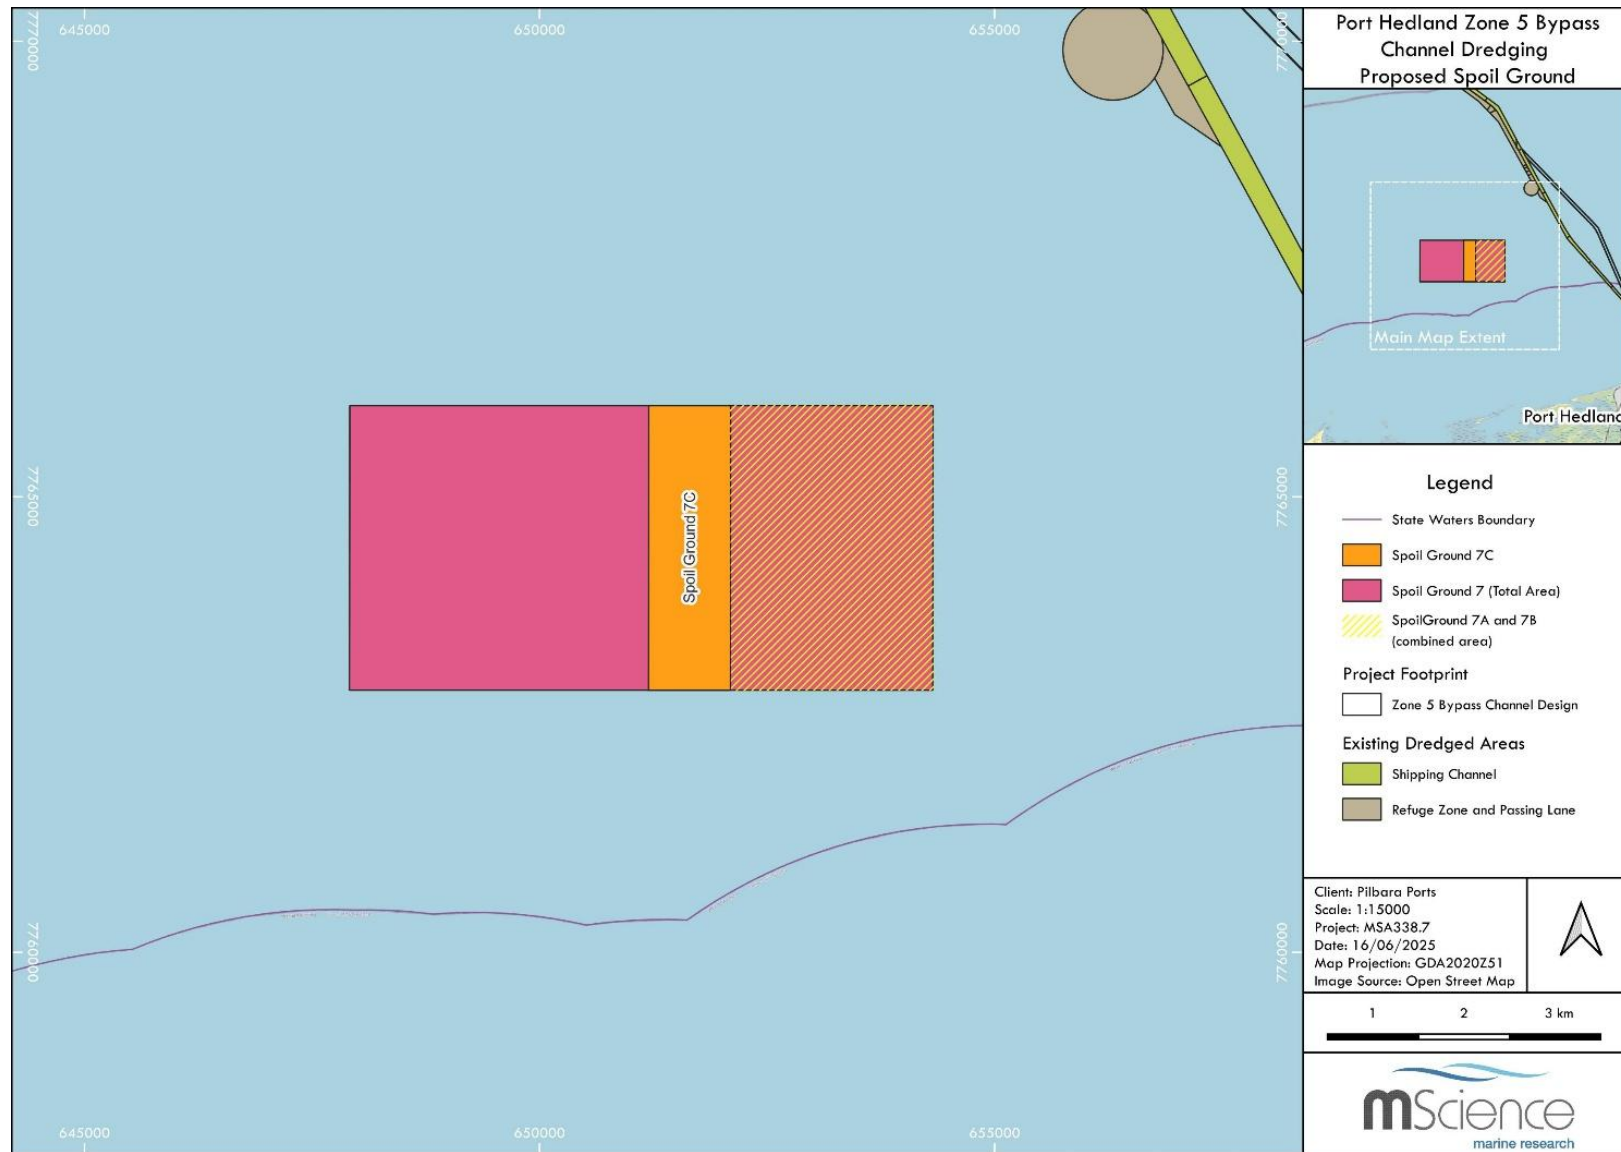 645000
650000
655000
7770000
7770000
7765000
7765000
7760000
7760000
Spoil Ground 7C
645000
650000
655000
Port Hedland Zone 5 Bypass
Channel Dredging
Proposed Spoil Ground
Main Map Extent
Port Hedland
Legend
State Waters Boundary
Spoil Ground 7C
Spoil Ground 7 (Total Area)
SpoilGround 7A and 7B
(combined area)
Project Footprint
Zone 5 Bypass Channel Design
Existing Dredged Areas
Shipping Channel
Refuge Zone and Passing Lane
Client: Pilbara Ports
Scale: 1:15000
Project: MSA338.7
Date: 16/06/2025
Map Projection: GDA2020Z51
Image Source: Open Street Map
1 2 3 km
mScience
marine research